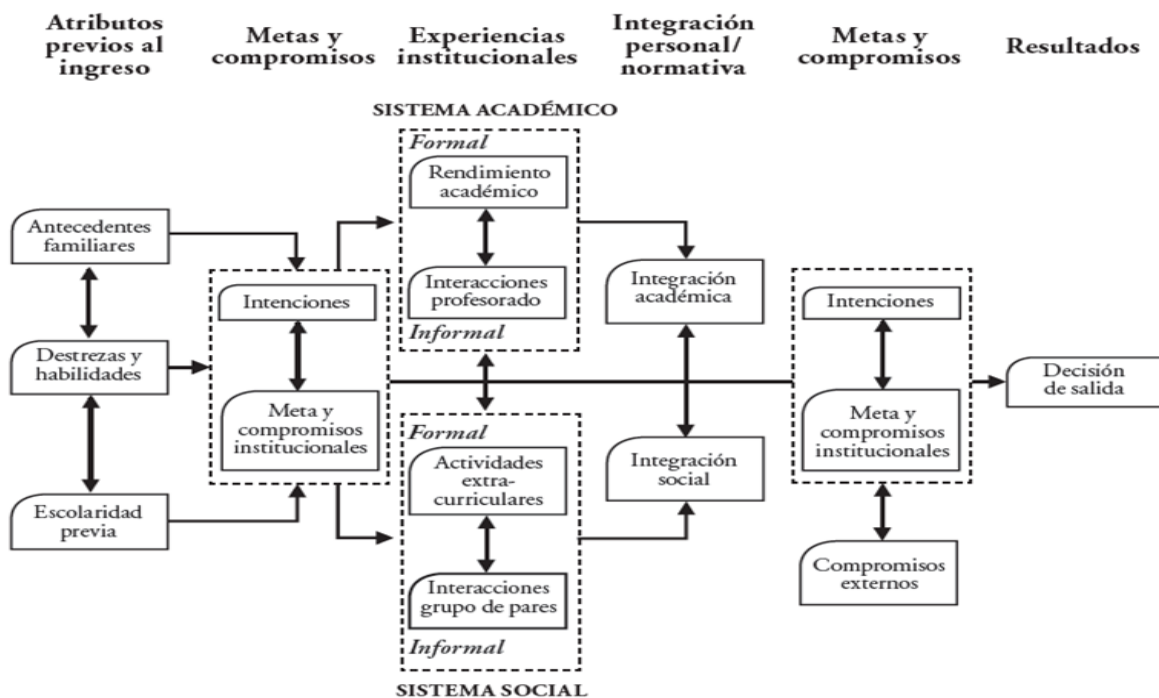 Atributos
previos al
ingreso
Metas y
compromisos
Experiencias
institucionales
Integración
personal/
normativa
Metas y
compromisos
Resultados
SISTEMA ACADÉMICO
Formal
Rendimiento
académico
Interacciones
profesorado
Informal
Antecedentes
familiares
Destrezas y
habilidades
Escolaridad
previa
Intenciones
Meta y
compromisos
institucionales
Formal
Actividades
extra-
curriculares
Interacciones
grupo de pares
Informal
SISTEMA SOCIAL
Integración
académica
Integración
social
Intenciones
Meta y
compromisos
institucionales
Compromisos
externos
Decisión
de salida